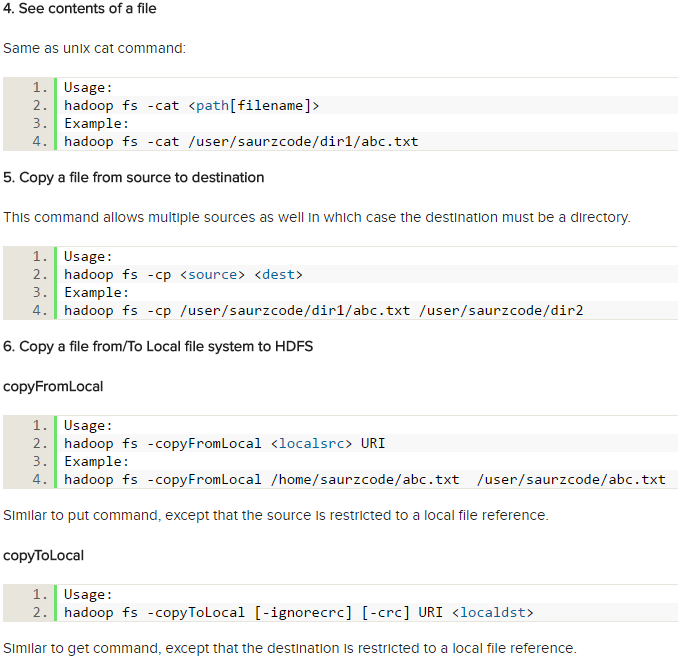 4. See contents of a file
Same as unix cat command:
1. Usage:
2. hadoop fs -cat <path[filename]>
3. Example:
4. hadoop fs -cat /user/saurzcode/dir1/abc.txt
5. Copy a file from source to destination
This command allows multiple sources as well in which case the destination must be a directory.
1. Usage:
2. hadoop fs -cp <source> <dest>
3. Example:
4. hadoop fs -cp /user/saurzcode/dir1/abc.txt /user/saurzcode/dir2
6. Copy a file from/To Local file system to HDFS
copyFromLocal
1. Usage:
2. hadoop fs -copyFromLocal <localsrc> URI
3. Example:
4. hadoop fs -copyFromLocal /home/saurzcode/abc.txt  /user/saurzcode/abc.txt
Similar to put command, except that the source is restricted to a local file reference.
copyToLocal
1. Usage:
2. hadoop fs -copyToLocal [-ignorecrc] [-crc] URI <localdst>
Similar to get command, except that the destination is restricted to a local file reference.